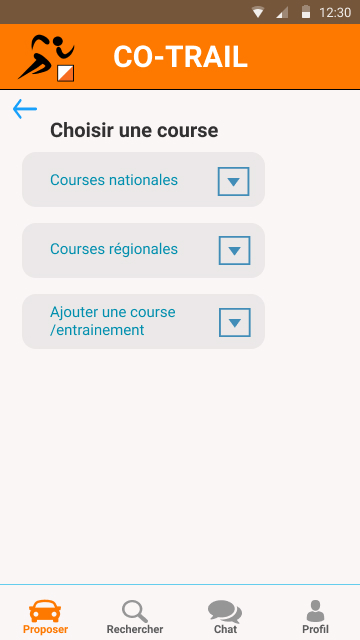 12:30
CO-TRAIL
Choisir une course
Courses nationales
Courses régionales
Ajouter une course
/entrainement
Proposer
Rechercher
Chat
Profil